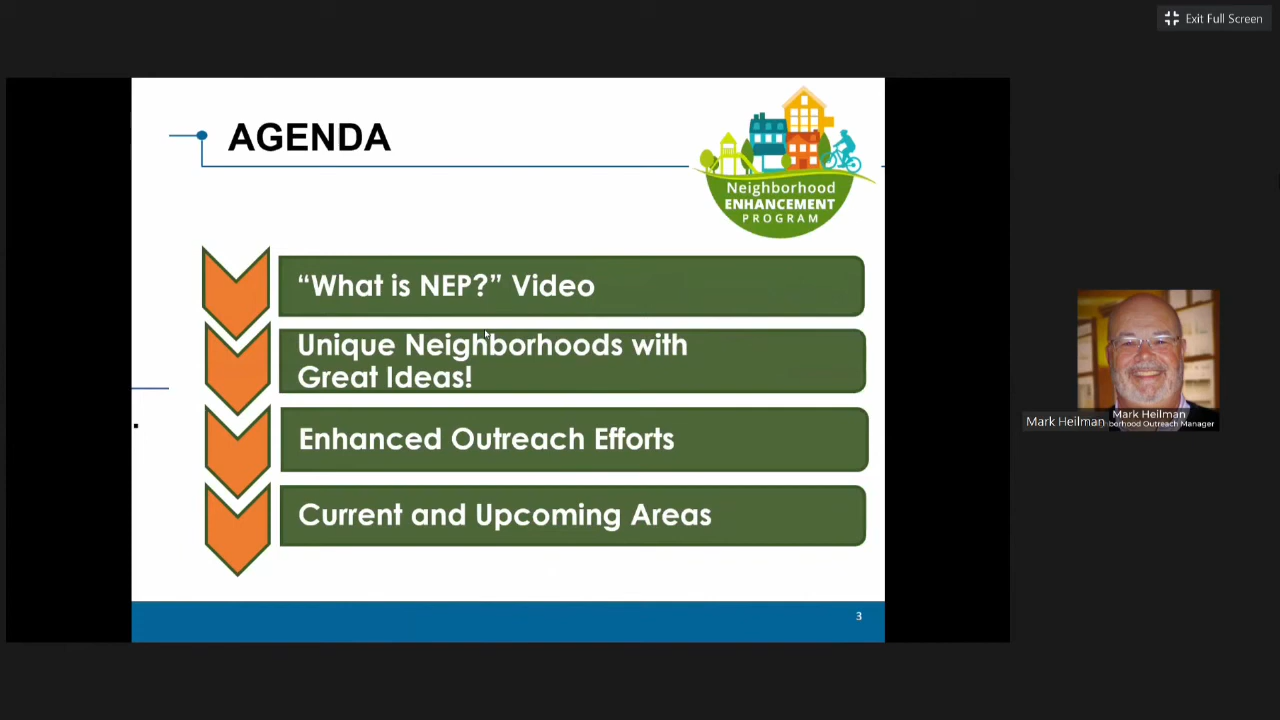 Exit Full Screen
AGENDA
Neighborhood
ENHANCEMENT
PROGRAM
“What is NEP?” Video
Unique Neighborhoods with
Great Ideas!
Enhanced Outreach Efforts
Current and Upcoming Areas
3
Mark Heilman
Mark Heilman
borhood Outreach Manager